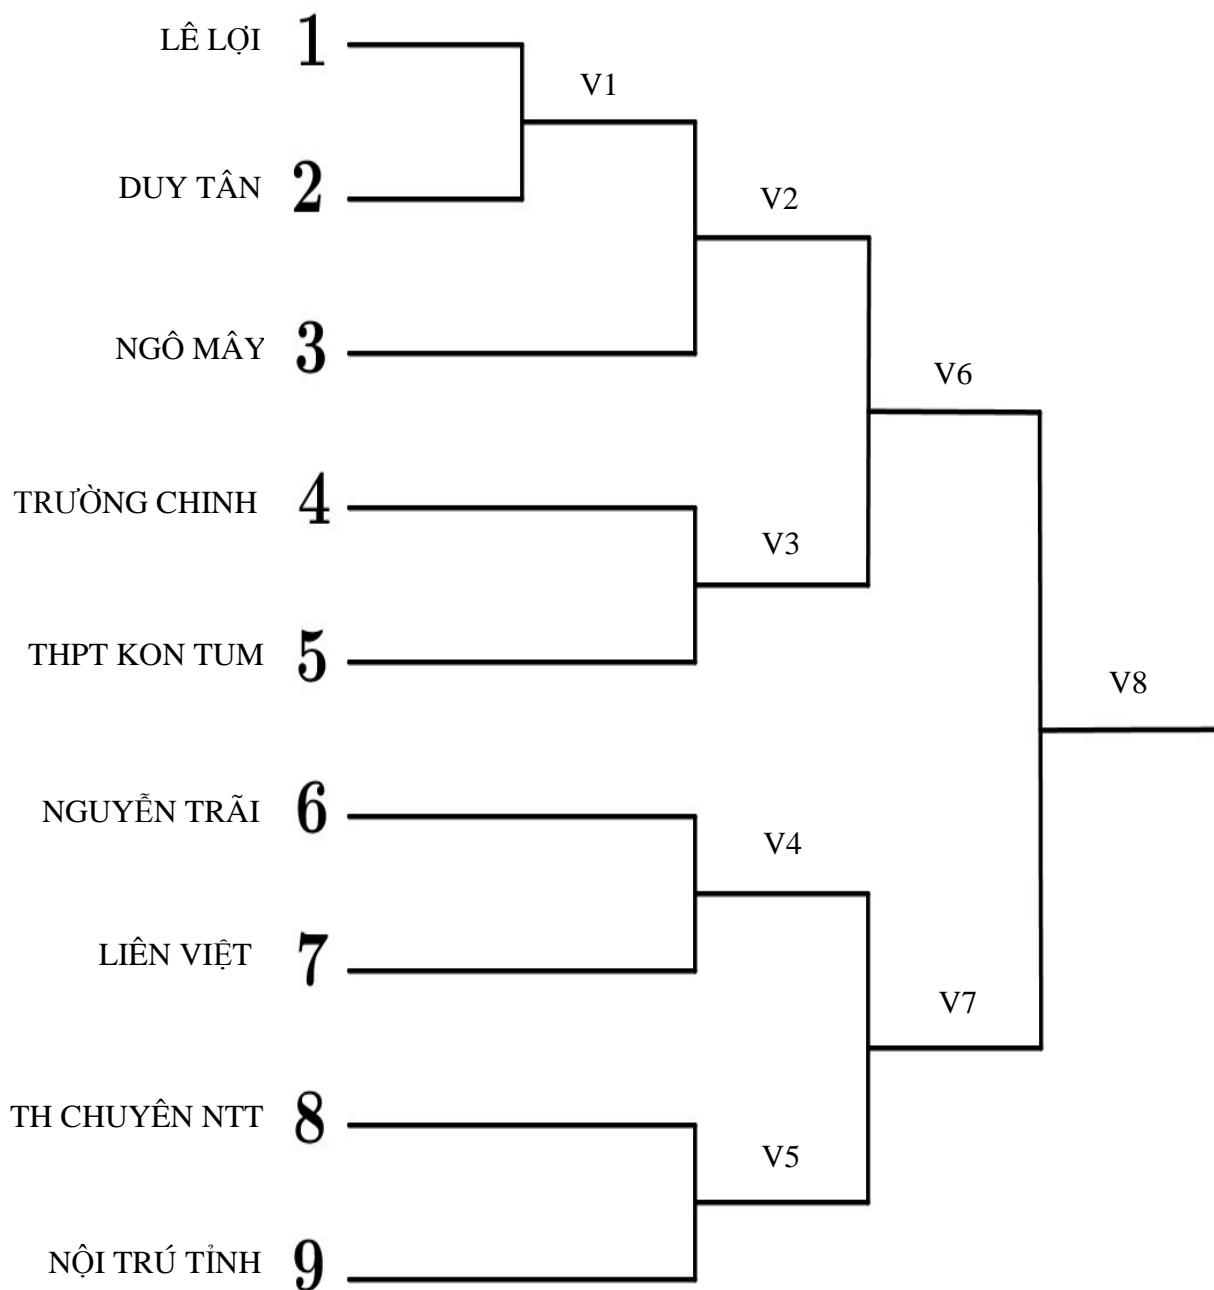 LÊ LỢI 1
V1
DUY TÂN 2
V2
NGÔ MÂY 3
V6
TRƯỜNG CHINH 4
V3
THPT KON TUM 5
V8
NGUYỄN TRÃI 6
V4
LIÊN VIỆT 7
V7
TH CHUYÊN NTT 8
V5
NỘI TRÚ TỈNH 9